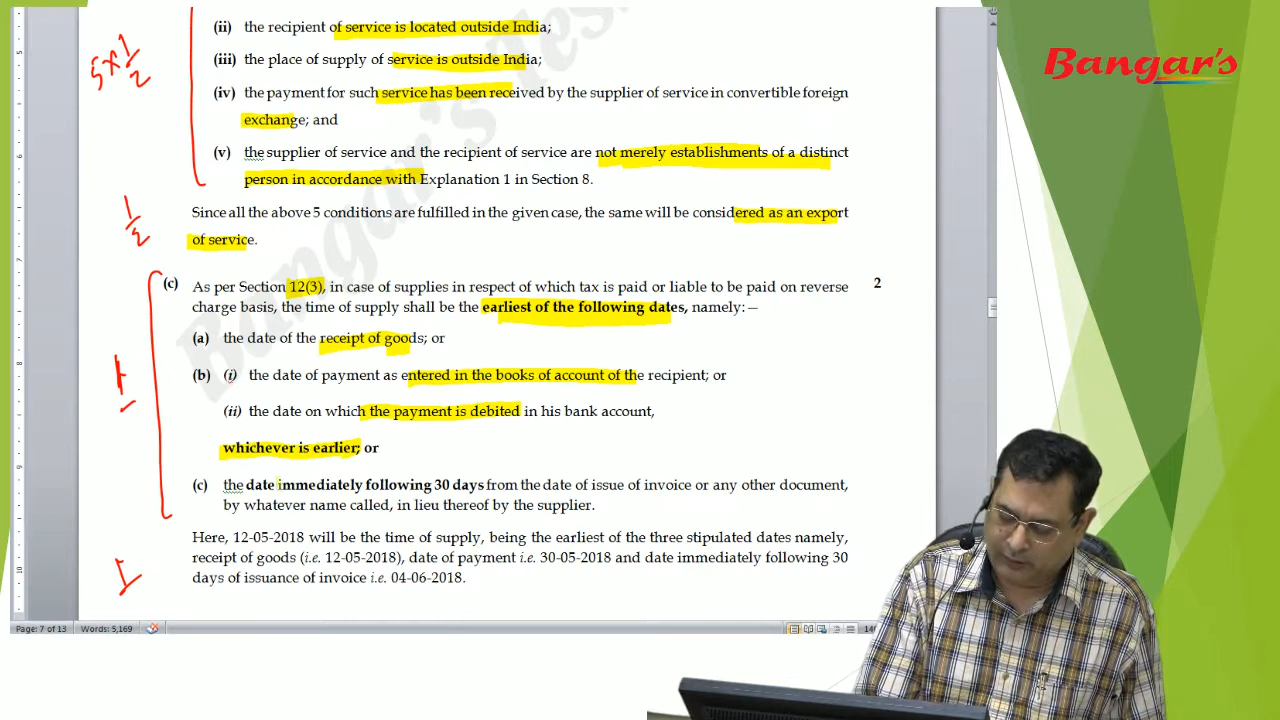 (ii) the recipient of service is located outside India;
Bangar's
5 x 1/2
(iii) the place of supply of service is outside India;
(iv) the payment for such service has been received by the supplier of service in convertible foreign
exchange; and
(v) the supplier of service and the recipient of service are not merely establishments of a distinct
person in accordance with Explanation 1 in Section 8.
1/2
Since all the above 5 conditions are fulfilled in the given case, the same will be considered as an export
of service.
(c) As per Section 12(3), in case of supplies in respect of which tax is paid or liable to be paid on reverse 2
charge basis, the time of supply shall be the earliest of the following dates, namely:—
(a) the date of the receipt of goods; or
(b) (i) the date of payment as entered in the books of account of the recipient; or
1
(ii) the date on which the payment is debited in his bank account,
whichever is earlier; or
(c) the date immediately following 30 days from the date of issue of invoice or any other document,
by whatever name called, in lieu thereof by the supplier.
Here, 12-05-2018 will be the time of supply, being the earliest of the three stipulated dates namely,
receipt of goods (i.e. 12-05-2018), date of payment i.e. 30-05-2018 and date immediately following 30
1
days of issuance of invoice i.e. 04-06-2018.
Page: 7 of 13 Words: 5,169
Bangar's